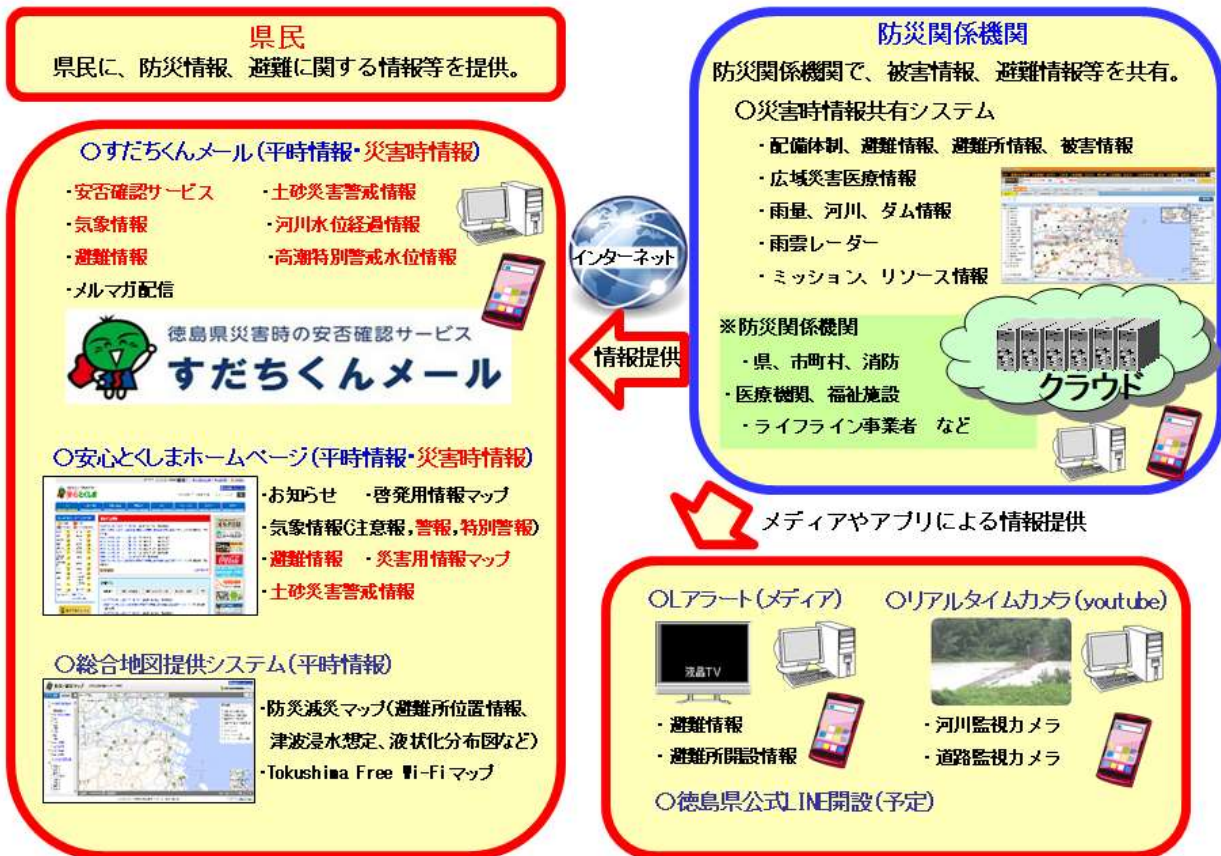 県民
県民に、防災情報、避難に関する情報等を提供。
○すだちくんメール(平時情報・災害時情報)
・安否確認サービス ・土砂災害警戒情報
・気象情報 ・河川水位経過情報
・避難情報 ・高潮特別警戒水位情報
・メルマガ配信
徳島県災害時の安否確認サービス
すだちくんメール
○安心とくしまホームページ(平時情報・災害時情報)
安心とくしま
・お知らせ ・啓発用情報マップ
・気象情報(注意報,警報,特別警報)
・避難情報 ・災害用情報マップ
・土砂災害警戒情報
○総合地図提供システム(平時情報)
・防災減災マップ(避難所位置情報、
津波浸水想定、液状化分布図など)
・Tokushima Free Wi-Fiマップ
インターネット
情報提供
防災関係機関
防災関係機関で、被害情報、避難情報等を共有。
○災害時情報共有システム
・配備体制、避難情報、避難所情報、被害情報
・広域災害医療情報
・雨量、河川、ダム情報
・雨雲レーダー
・ミッション、リソース情報
※防災関係機関
・県、市町村、消防
・医療機関、福祉施設
・ライフライン事業者 など
クラウド
メディアやアプリによる情報提供
○Lアラート(メディア)
液晶TV
・避難情報
・避難所開設情報
○リアルタイムカメラ(youtube)
・河川監視カメラ
・道路監視カメラ
○徳島県公式LINE開設(予定)